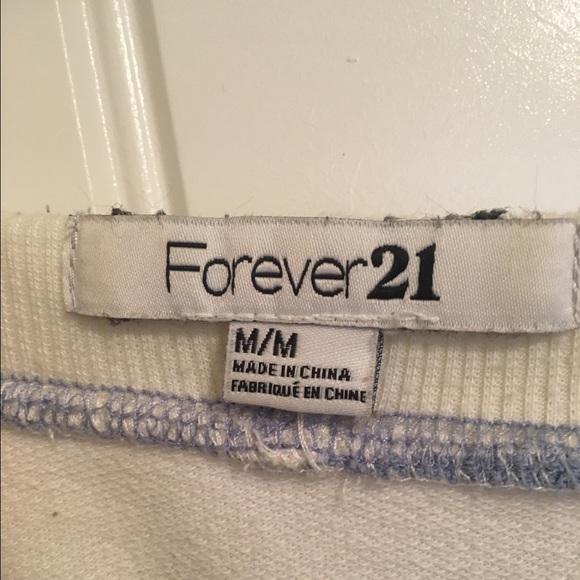 Forever21
M/M
MADE IN CHINA
FABRIQUÉ EN CHINE